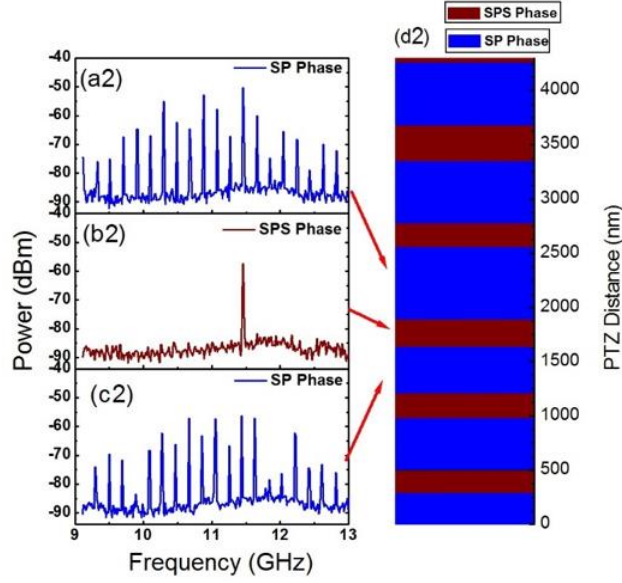 SPS Phase
(d2)
SP Phase
-40
SP Phase
(a2)
-50
-60
-70
-80
-90
-40
SPS Phase
(b2)
-50
-60
-70
-80
-90
SP Phase
(c2)
-50
-60
-70
-80
-90
Power (dBm)
9 10 11 12 13
Frequency (GHz)
4000
3500
3000
2500
2000
1500
1000
500
0
PTZ Distance (nm)